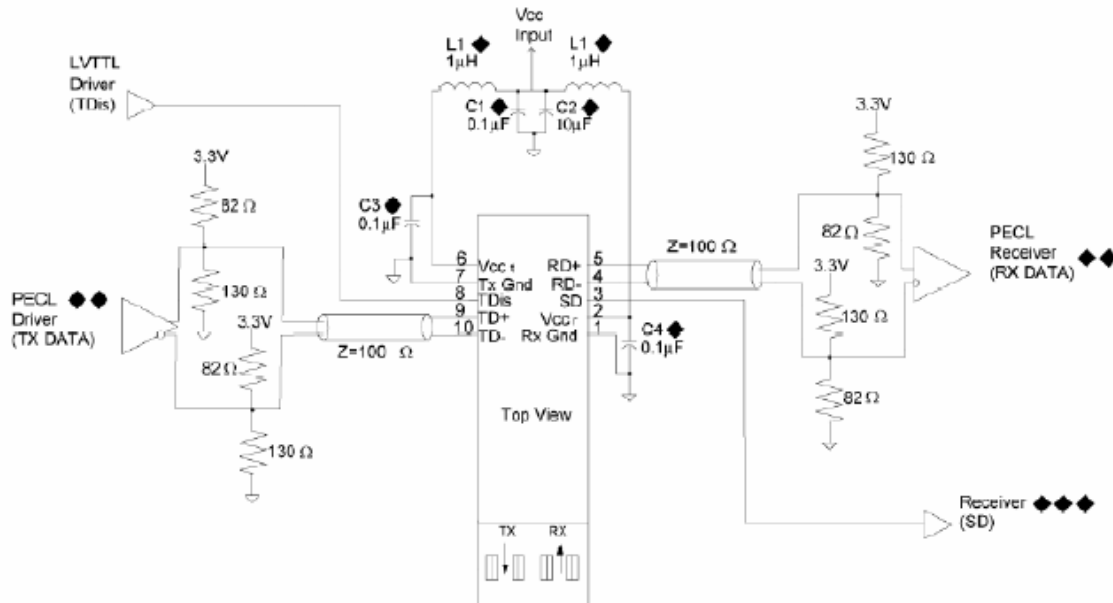 Vcc
Input
L1 ◆
1μH
L1 ◆
1μH
LVTTL
Driver
(TDis)
C1 ◆
0.1μF
C2 ◆
10μF
3.3V
130 Ω
3.3V
82 Ω
C3 ◆
0.1μF
82 Ω
Z=100 Ω
PECL
Receiver ◆◆
(RX DATA)
6 Vcc t
7 Tx Gnd
8 TDis
9 TD+
10 TD-
RD+ 5
RD- 4
SD 3
Vcc r 2
Rx Gnd 1
3.3V
130 Ω
PECL ◆◆
Driver
(TX DATA)
130 Ω
3.3V
82 Ω
Z=100 Ω
C4 ◆
0.1μF
82 Ω
Top View
130 Ω
Receiver ◆◆◆
(SD)
TX
RX